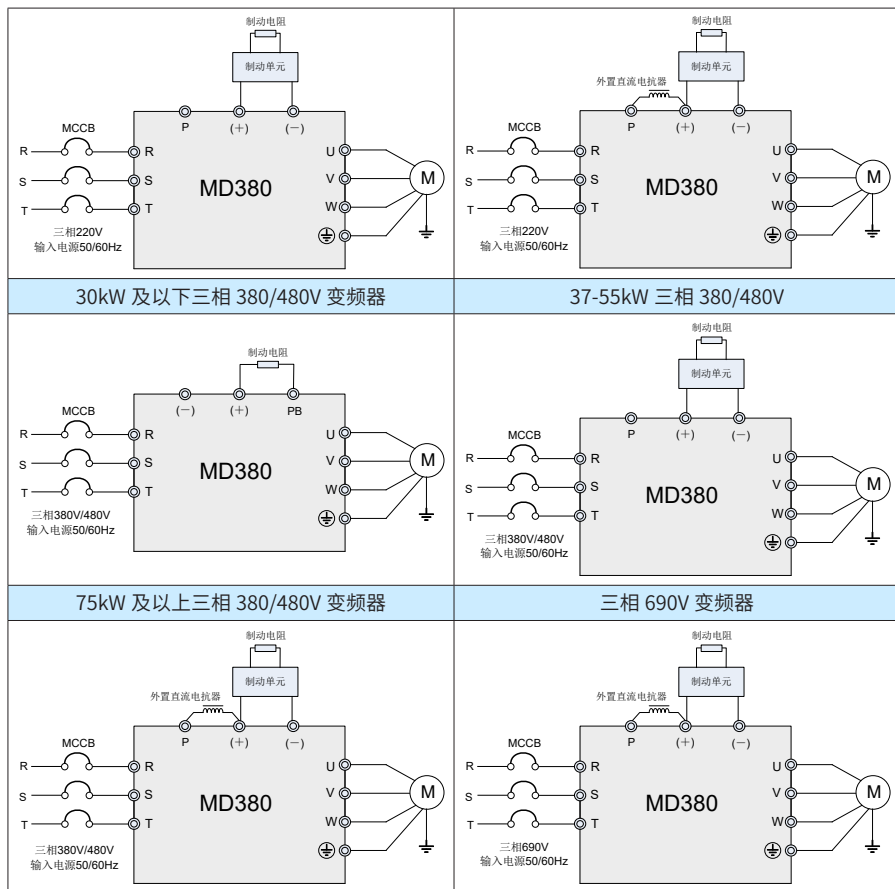 制动电阻
制动单元
P
(+)
(−)
MCCB
R
R
S
S
T
T
三相220V
输入电源50/60Hz
MD380
U
V
W
M
制动电阻
制动单元
外置直流电抗器
P
(+)
(−)
MCCB
R
R
S
S
T
T
三相220V
输入电源50/60Hz
MD380
U
V
W
M
30kW 及以下三相 380/480V 变频器
37-55kW 三相 380/480V
制动电阻
(−)
(+)
PB
MCCB
R
R
S
S
T
T
三相380V/480V
输入电源50/60Hz
MD380
U
V
W
M
制动电阻
制动单元
P
(+)
(−)
MCCB
R
R
S
S
T
T
三相380V/480V
输入电源50/60Hz
MD380
U
V
W
M
75kW 及以上三相 380/480V 变频器
三相 690V 变频器
制动电阻
制动单元
外置直流电抗器
P
(+)
(−)
MCCB
R
R
S
S
T
T
三相380V/480V
输入电源50/60Hz
MD380
U
V
W
M
制动电阻
制动单元
外置直流电抗器
P
(+)
(−)
MCCB
R
R
S
S
T
T
三相690V
输入电源50/60Hz
MD380
U
V
W
M